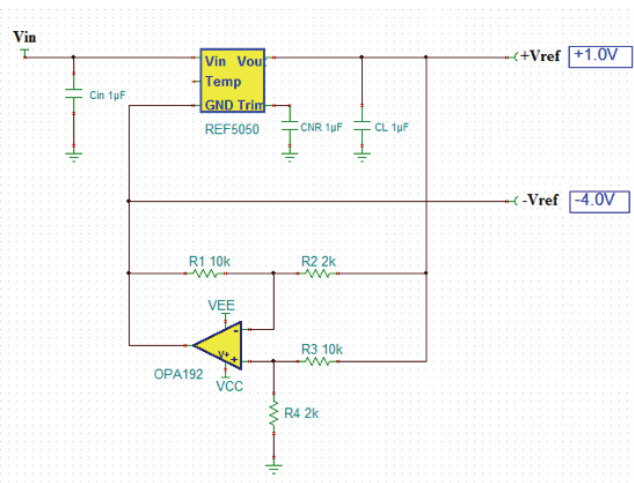 Vin
Vin Vout
+Vref +1.0V
Temp
Cin 1µF
GND Trim
REF5050
CNR 1µF
CL 1µF
-Vref -4.0V
R1 10k
R2 2k
VEE
-
R3 10k
V+ +
OPA192
VCC
R4 2k